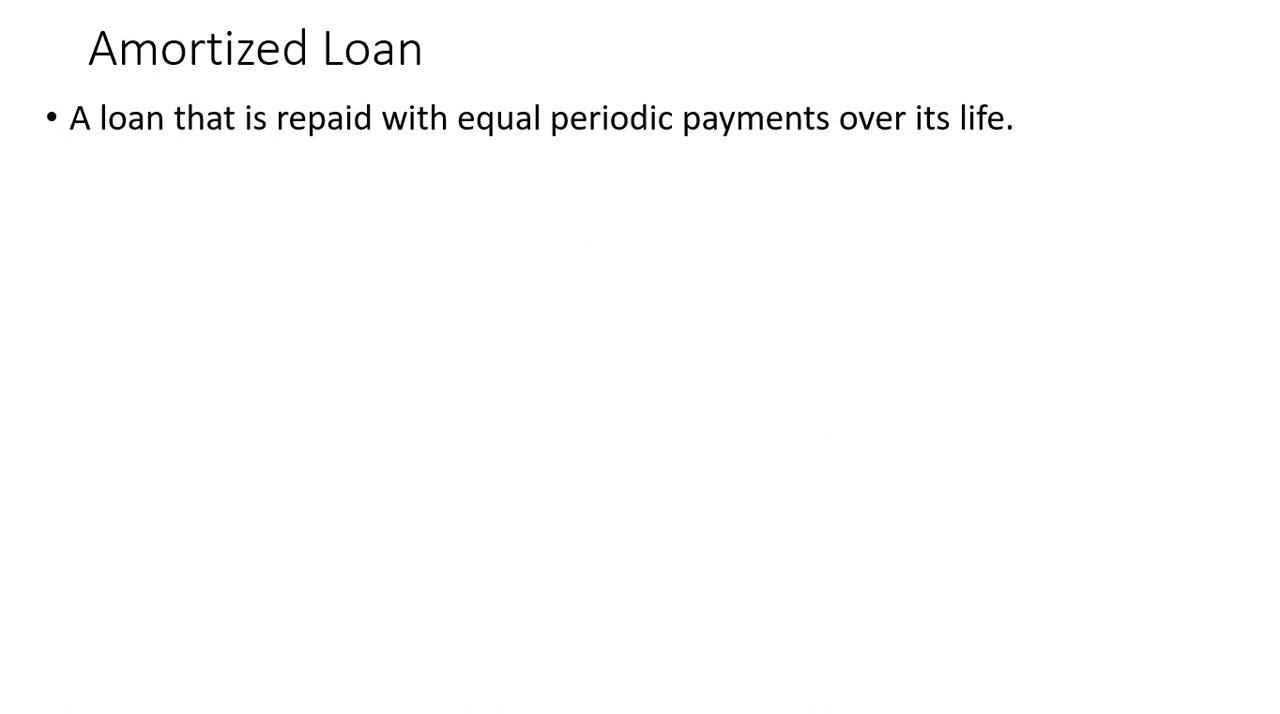 Amortized Loan
• A loan that is repaid with equal periodic payments over its life.